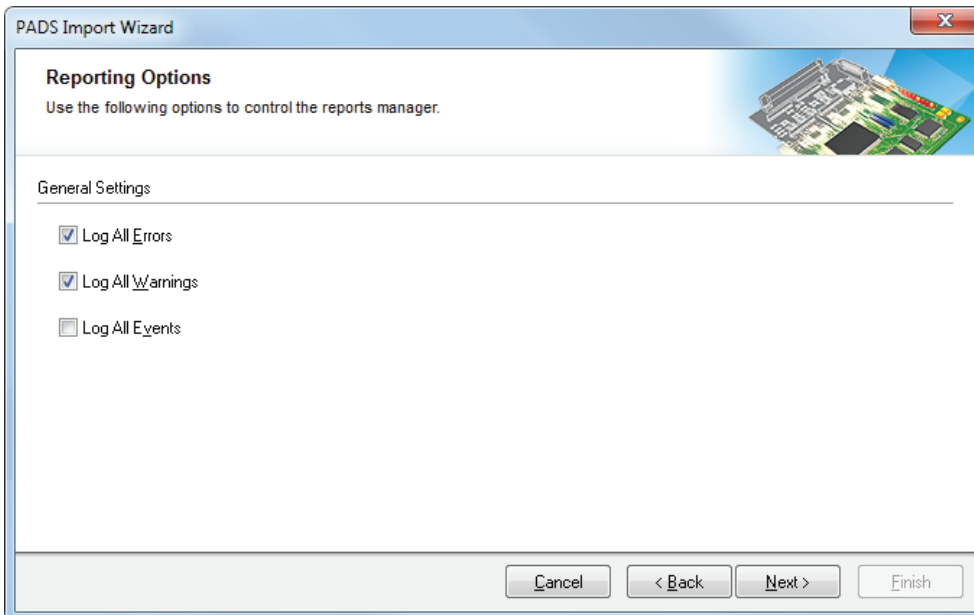 PADS Import Wizard
Reporting Options
Use the following options to control the reports manager.
General Settings
Log All Errors
Log All Warnings
Log All Events
Cancel
< Back
Next >
Finish